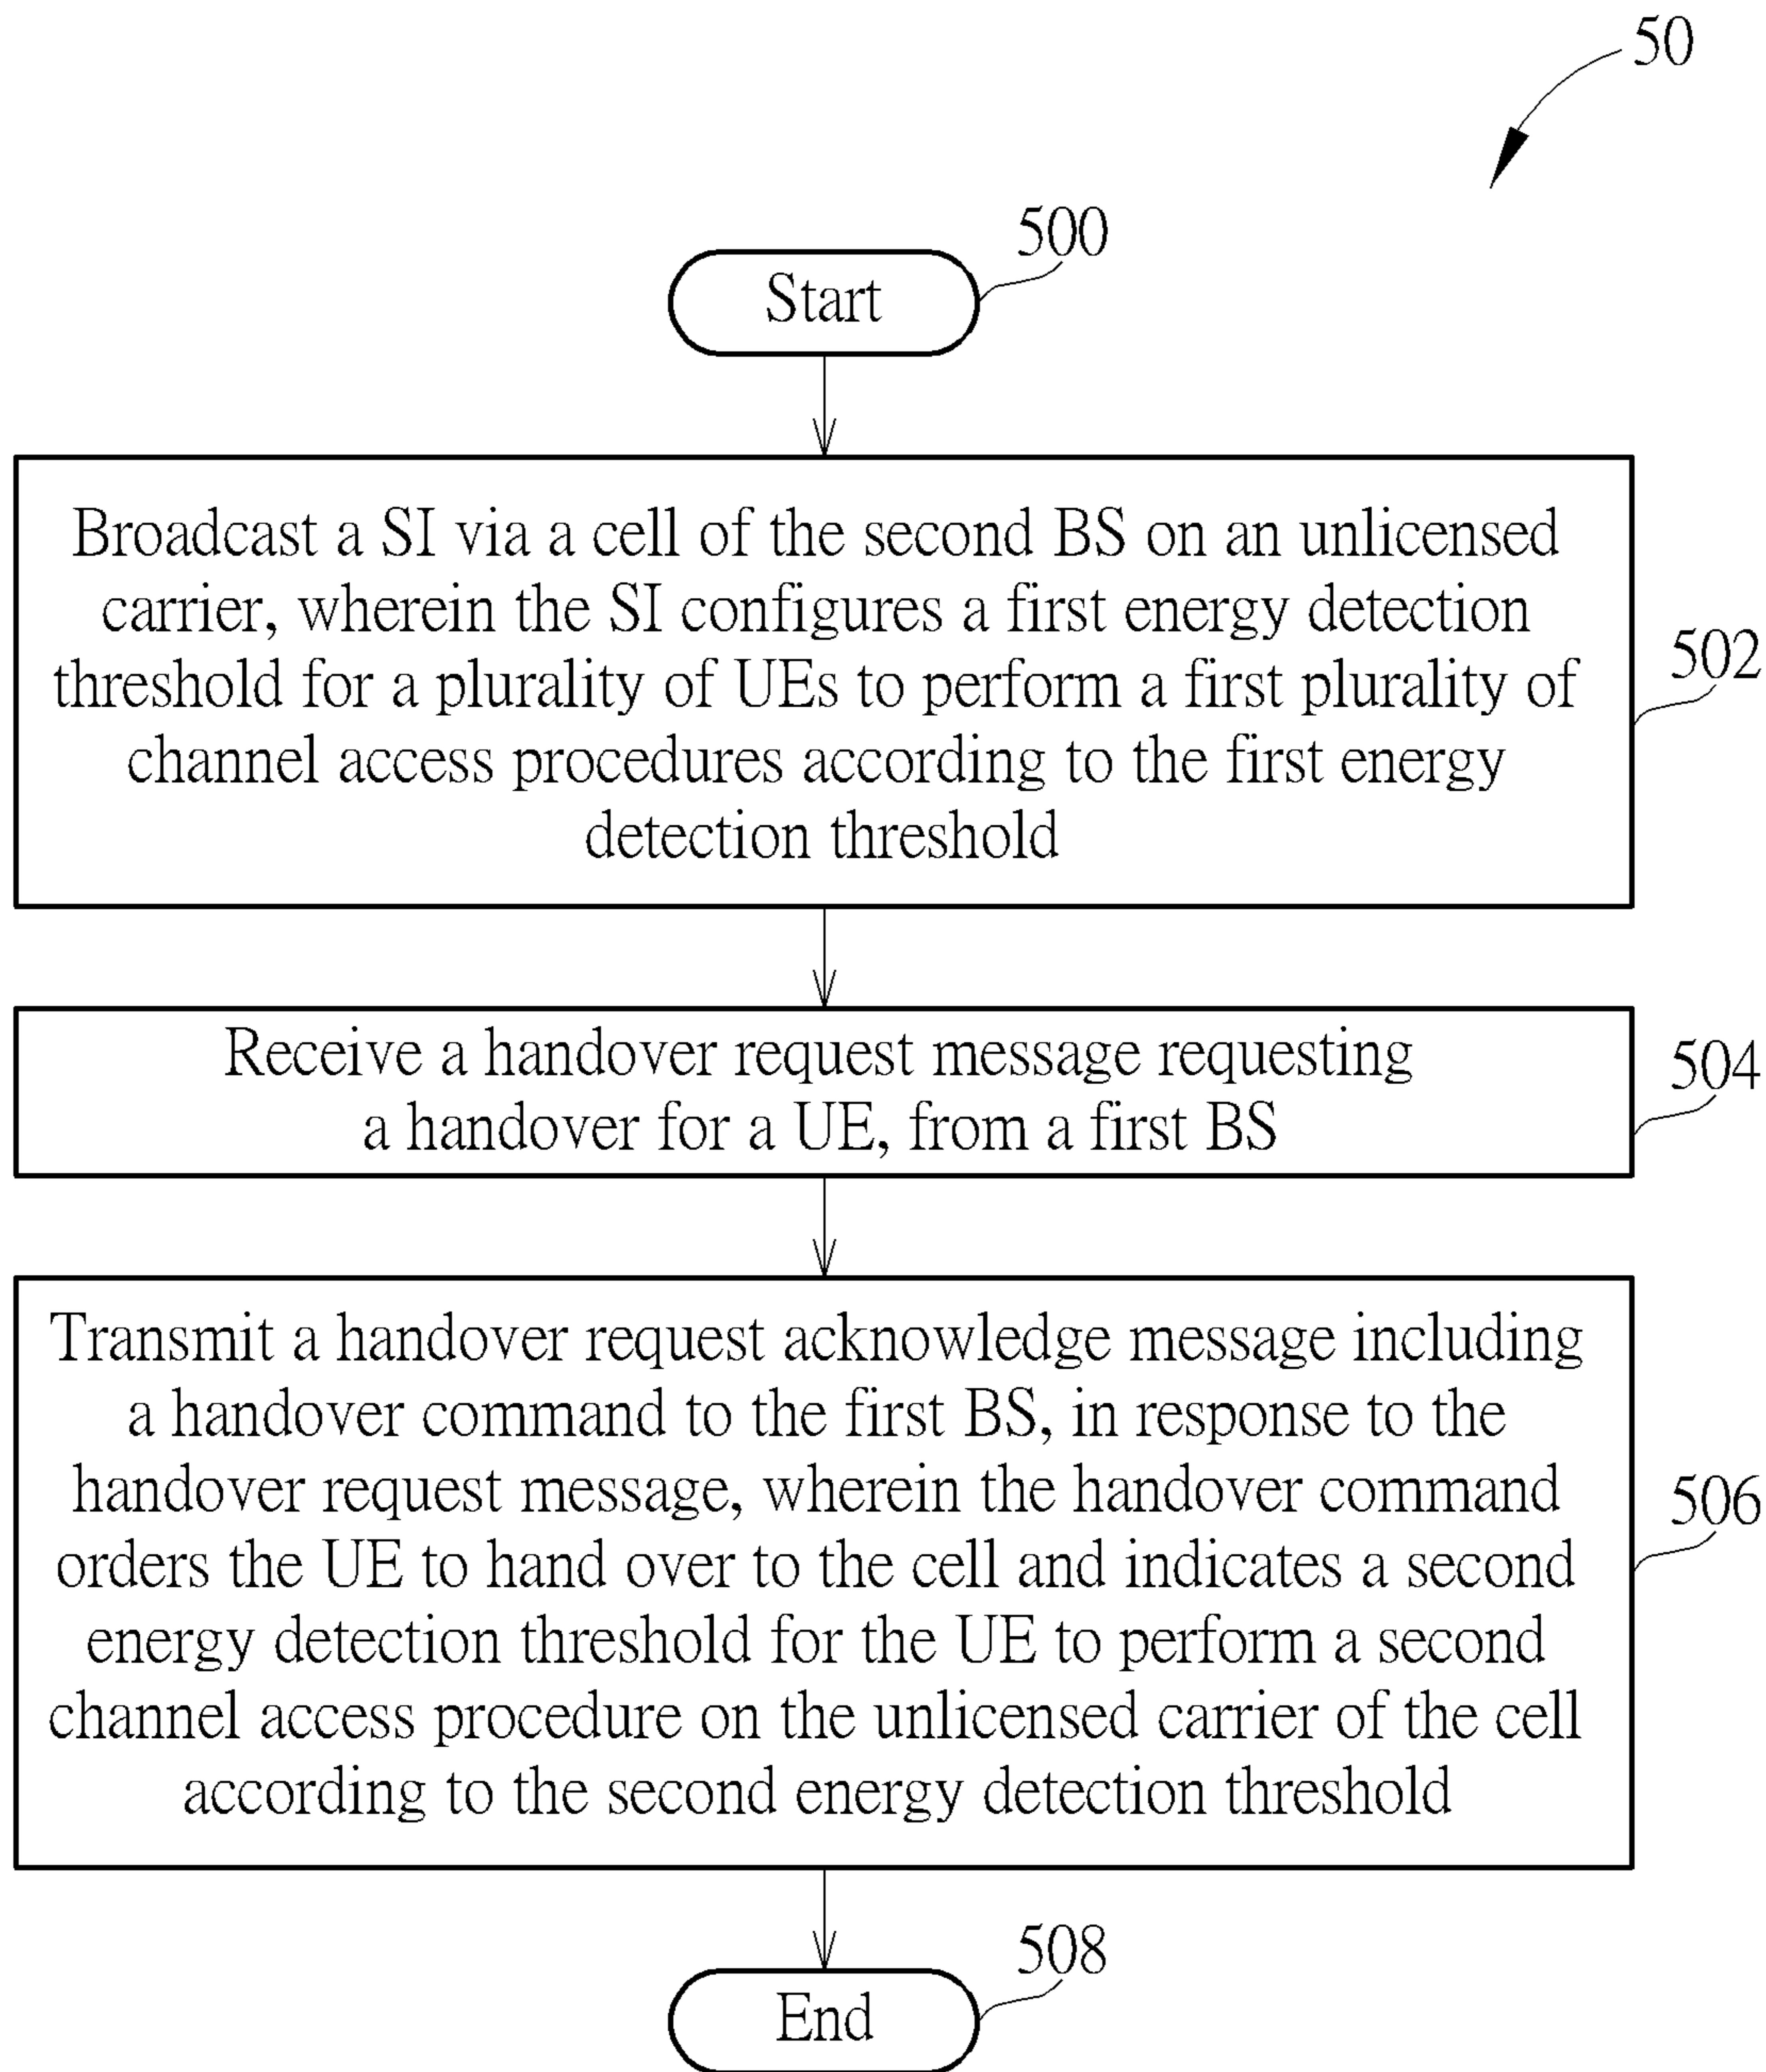 50
500
Start
Broadcast a SI via a cell of the second BS on an unlicensed
carrier, wherein the SI configures a first energy detection
threshold for a plurality of UEs to perform a first plurality of
channel access procedures according to the first energy
detection threshold
502
Receive a handover request message requesting
a handover for a UE, from a first BS
504
Transmit a handover request acknowledge message including
a handover command to the first BS, in response to the
handover request message, wherein the handover command
orders the UE to hand over to the cell and indicates a second
energy detection threshold for the UE to perform a second
channel access procedure on the unlicensed carrier of the cell
according to the second energy detection threshold
506
508
End